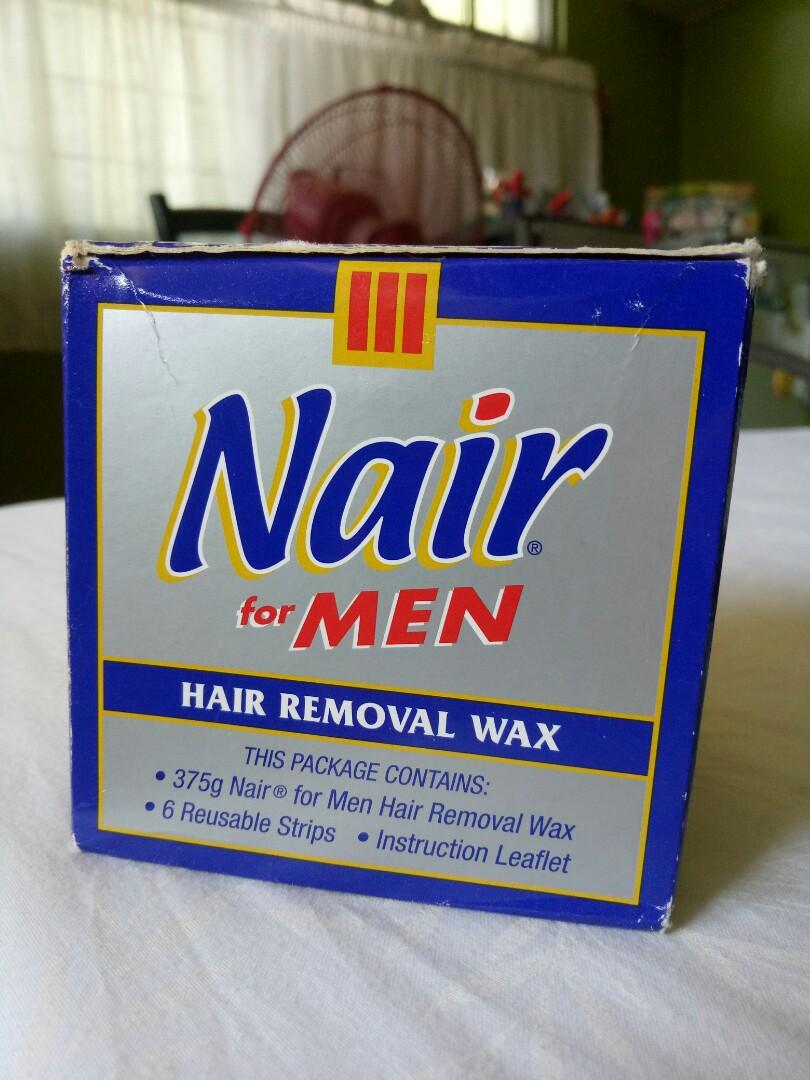 Nair®
for MEN
HAIR REMOVAL WAX
THIS PACKAGE CONTAINS:
• 375g Nair® for Men Hair Removal Wax
• 6 Reusable Strips • Instruction Leaflet